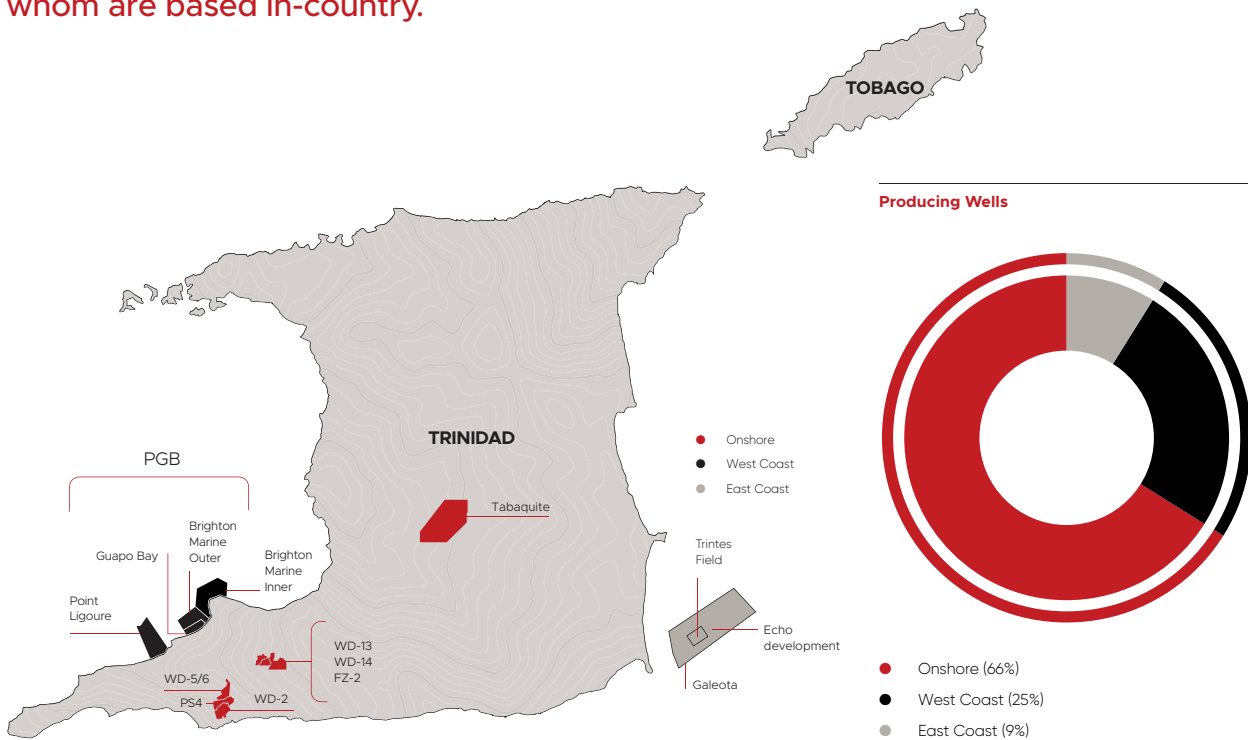 whom are based in-country.
TOBAGO
Producing Wells
TRINIDAD
Onshore
West Coast
East Coast
PGB
Tabaquite
Brighton
Marine
Outer
Guapo Bay
Brighton
Marine
Inner
Point
Ligoure
Trintes
Field
Echo
development
Galeota
WD-13
WD-14
FZ-2
WD-5/6
PS4
WD-2
Onshore (66%)
West Coast (25%)
East Coast (9%)